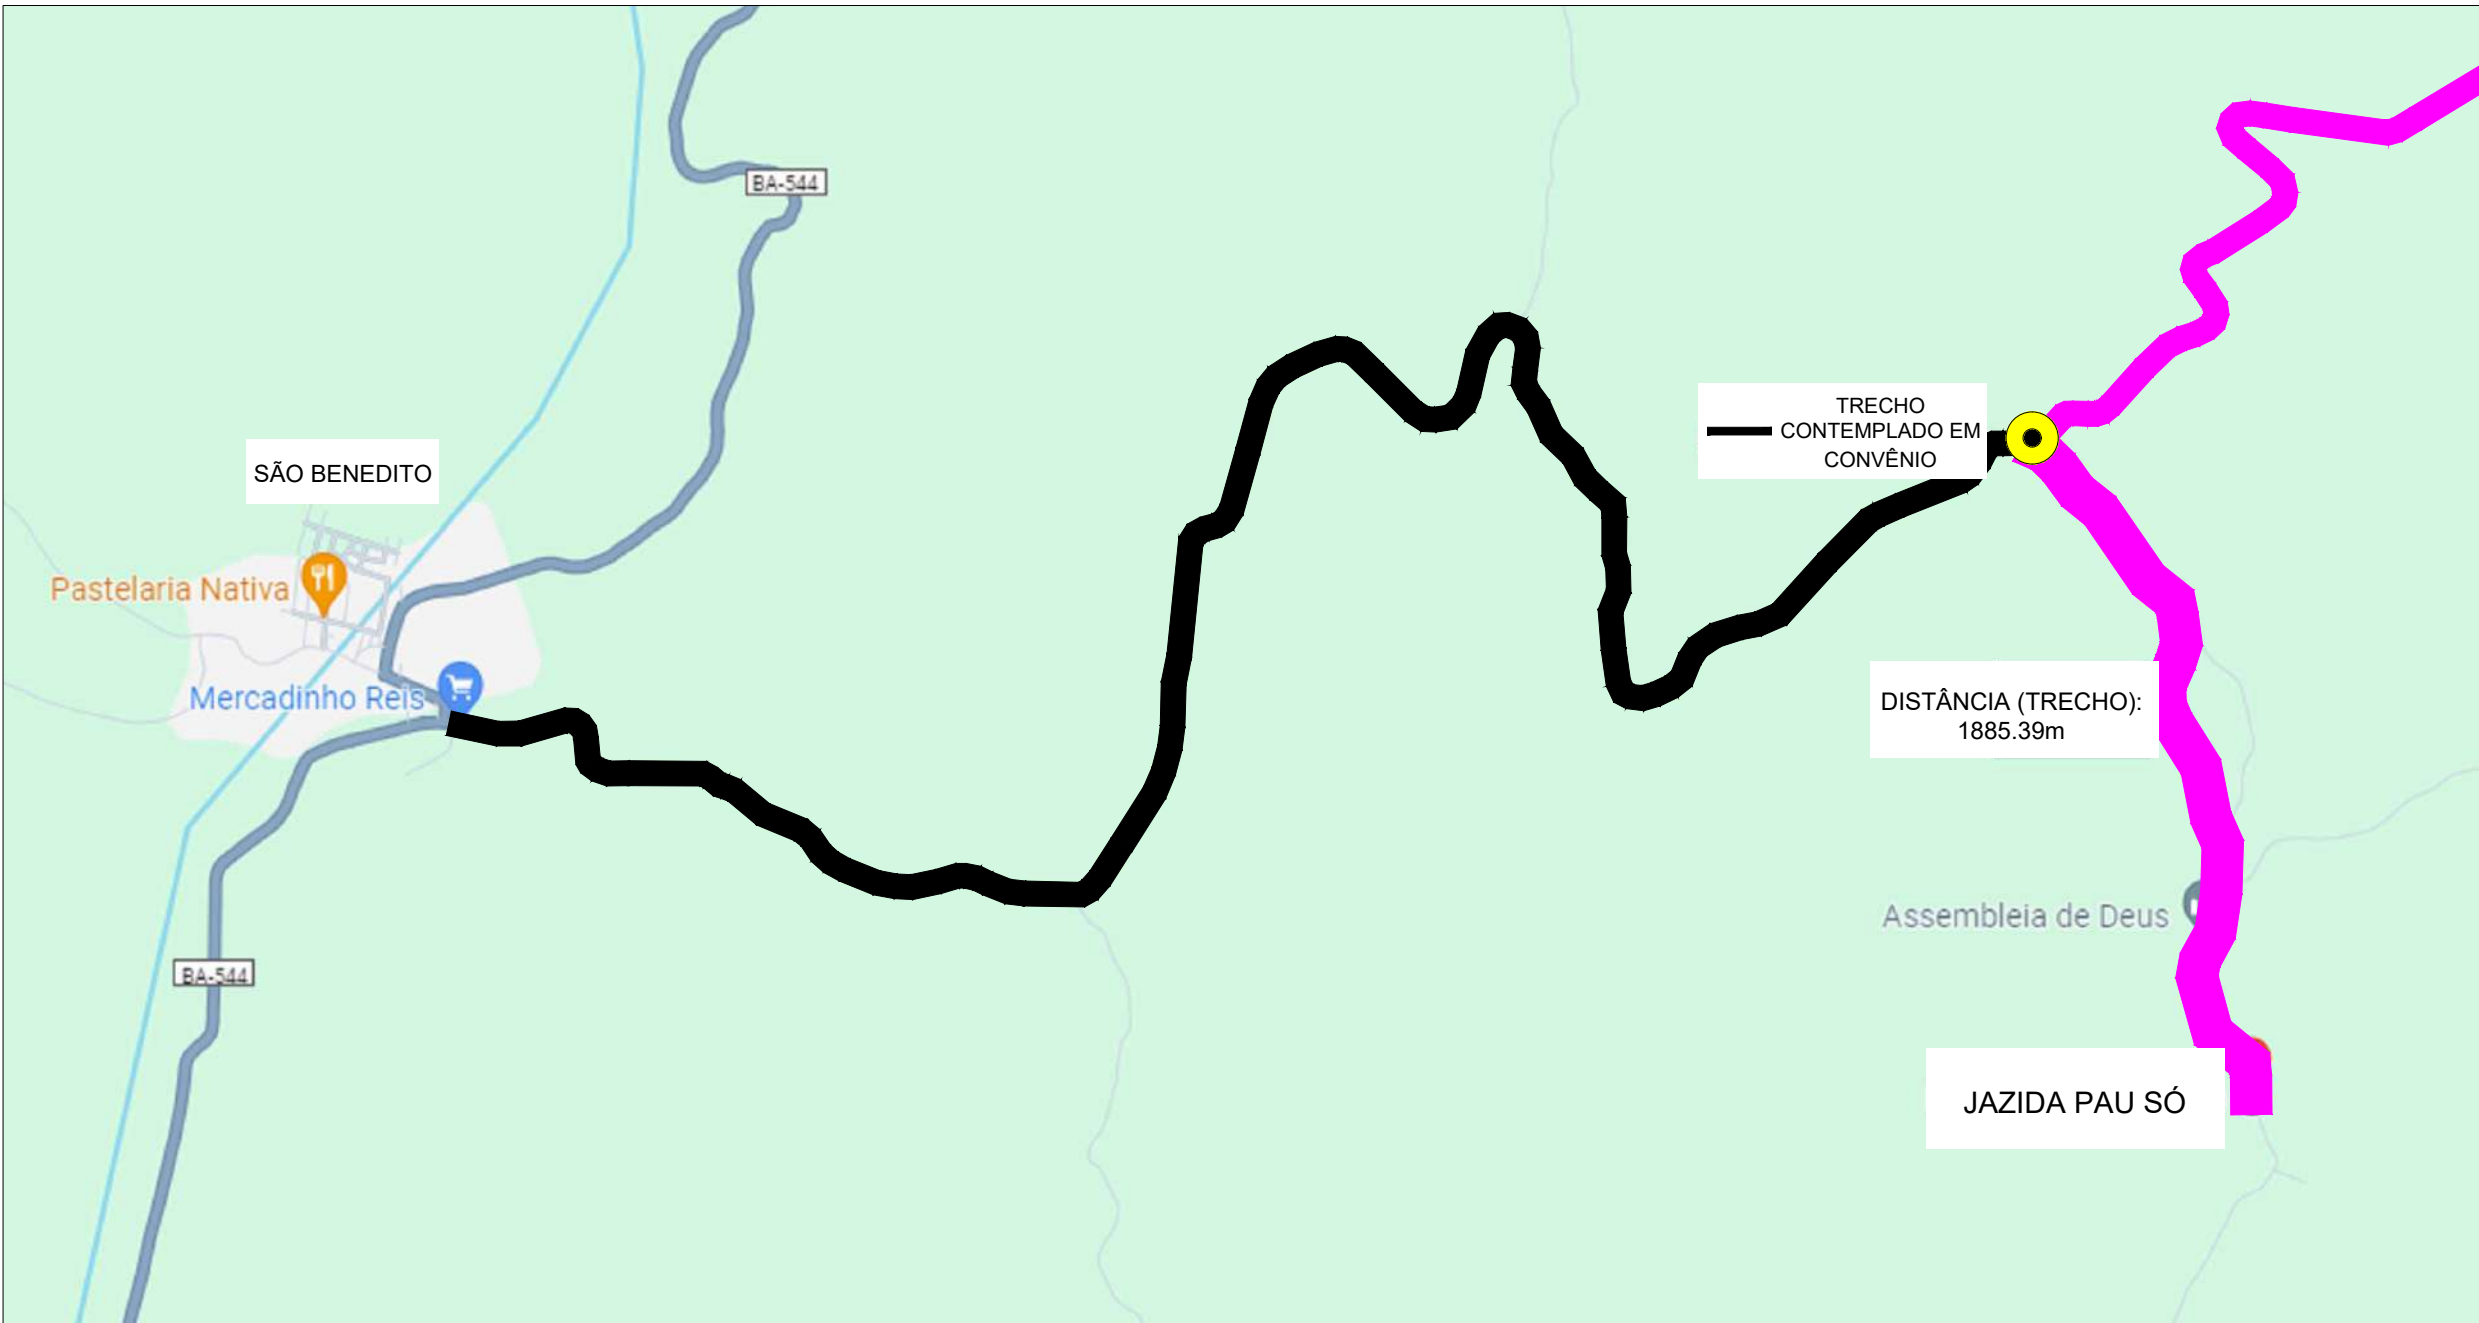 BA-544
TRECHO
CONTEMPLADO EM
CONVÊNIO
SÃO BENEDITO
Pastelaria Nativa
Mercadinho Reis
DISTÂNCIA (TRECHO):
1885.39m
Assembleia de Deus
BA-544
JAZIDA PAU SÓ